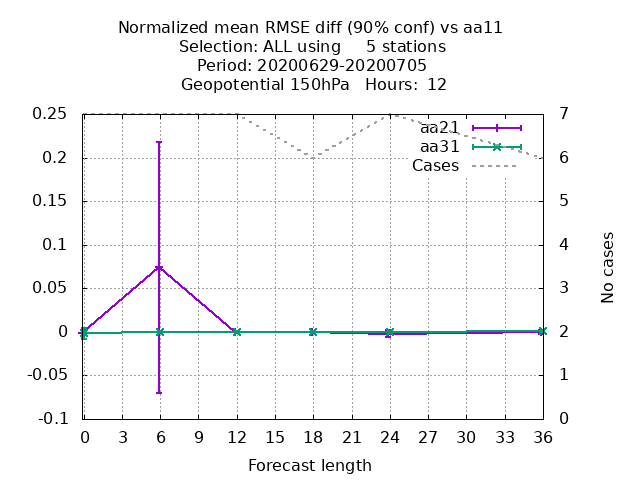 Normalized mean RMSE diff (90% conf) vs aa11
Selection: ALL using     5 stations
Period: 20200629-20200705
Geopotential 150hPa   Hours:  12
0.25
0.2
0.15
0.1
0.05
0
-0.05
-0.1
7
6
5
4
3
2
1
0
aa21
aa31
Cases
No cases
0 3 6 9 12 15 18 21 24 27 30 33 36
Forecast length